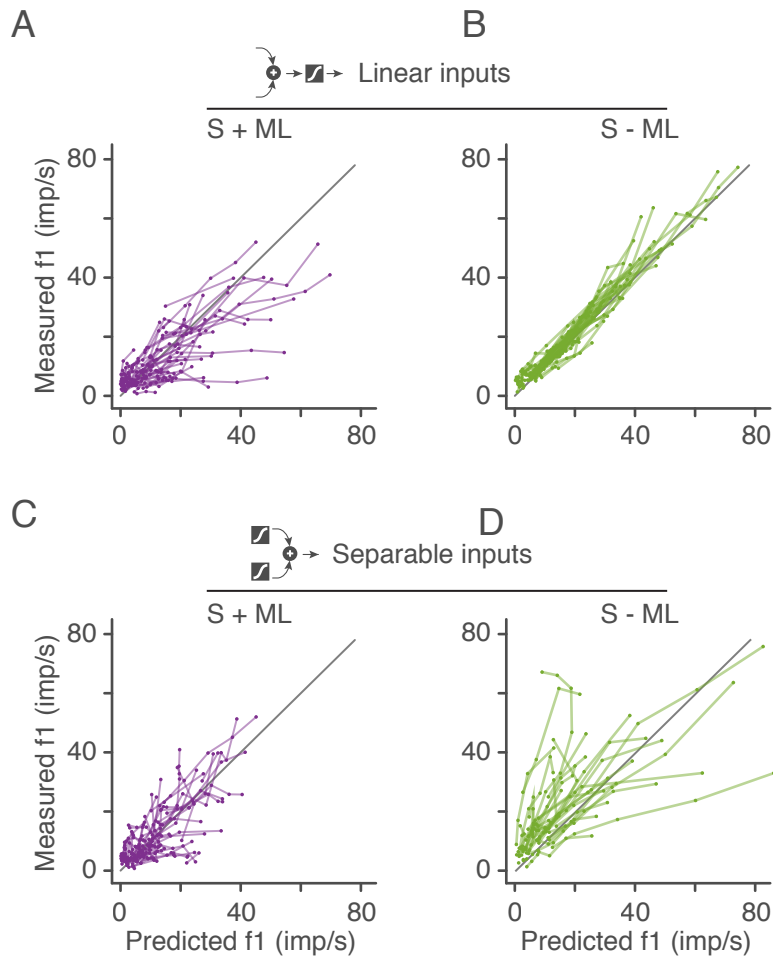 A
B
Linear inputs
S + ML
S - ML
Measured f1 (imp/s)
80
40
0
0
40
80
80
40
0
0
40
80
C
D
Separable inputs
S + ML
S - ML
Measured f1 (imp/s)
80
40
0
0
40
80
Predicted f1 (imp/s)
80
40
0
0
40
80
Predicted f1 (imp/s)